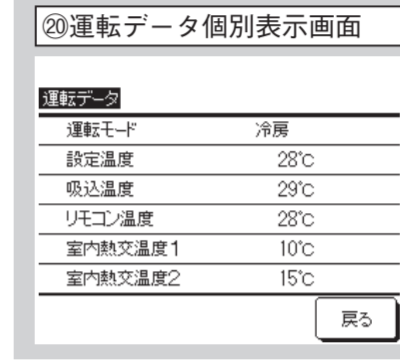 ⑳運転データ個別表示画面
運転データ
運転モード 冷房
設定温度 28℃
吸込温度 29℃
リモコン温度 28℃
室内熱交温度1 10℃
室内熱交温度2 15℃
戻る